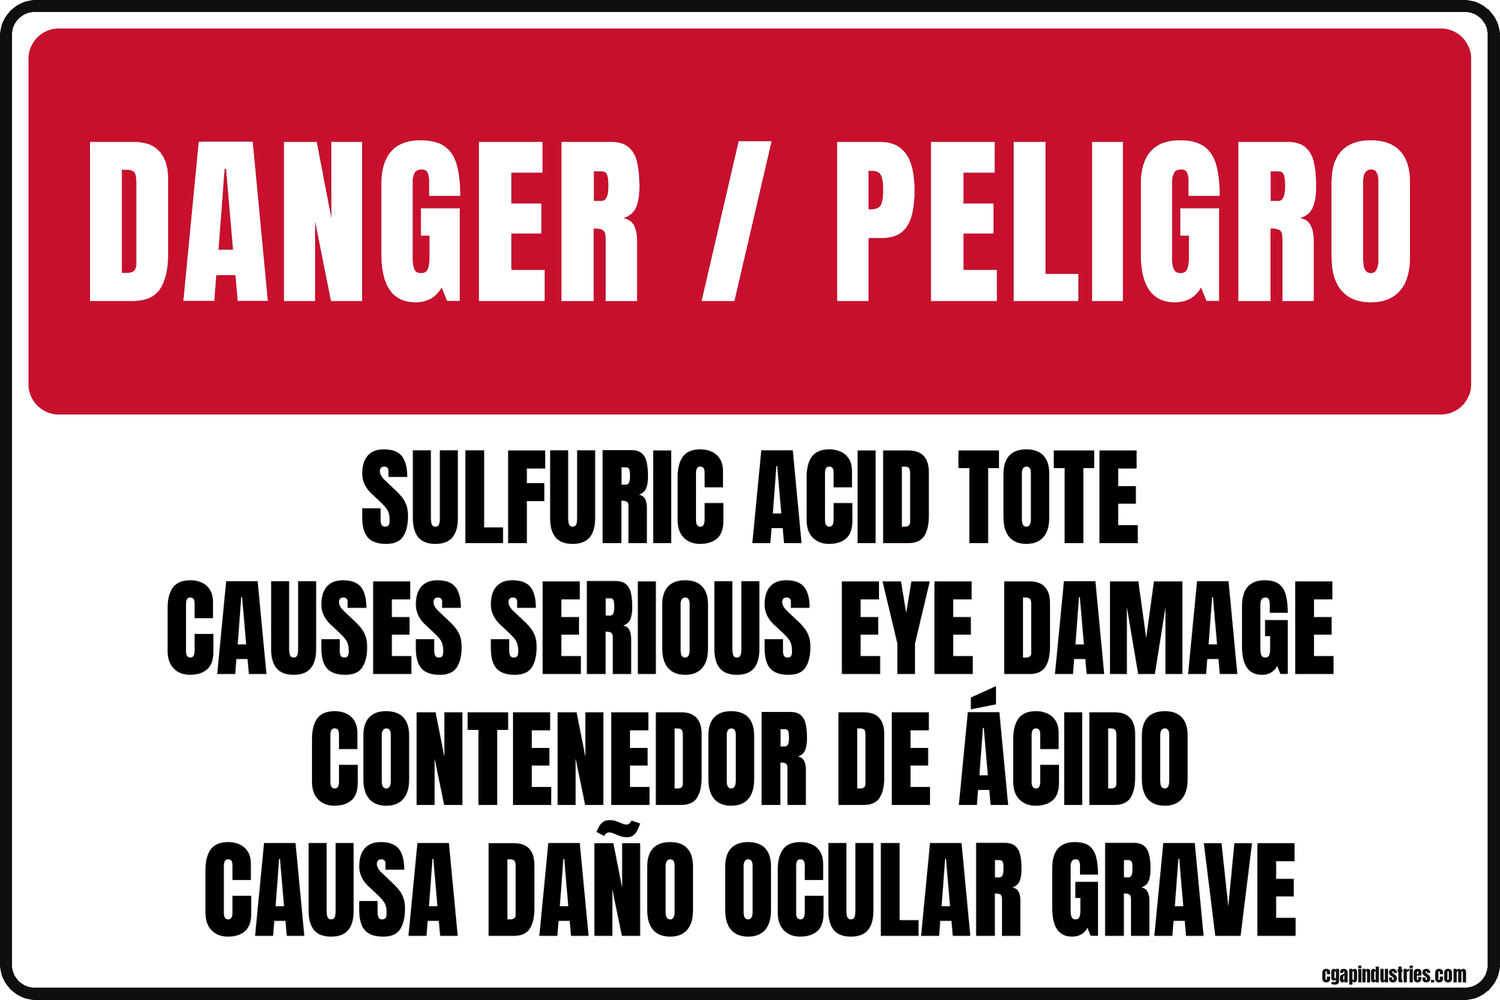 DANGER / PELIGRO
SULFURIC ACID TOTE
CAUSES SERIOUS EYE DAMAGE
CONTENEDOR DE ÁCIDO
CAUSA DAÑO OCULAR GRAVE
cgapindustries.com